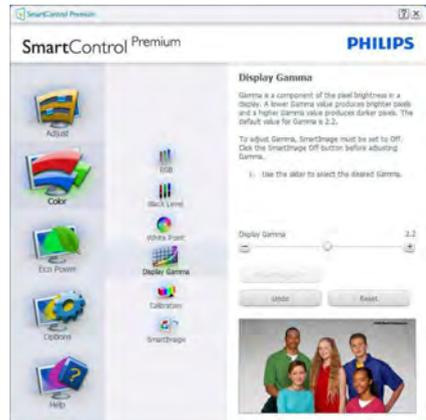 SmartControl Premium
SmartControl Premium
PHILIPS
Adjust
Color
Eco Power
Options
Help
RGB
Black Level
White Point
Display Gamma
Calibration
SmartImage
Display Gamma
Gamma is a component of the pixel brightness in a
display. A lower Gamma value produces brighter pixels
and a higher Gamma value produces darker pixels. The
default value for Gamma is 2.2.
To adjust Gamma, SmartImage must be set to Off.
Click the SmartImage Off button before adjusting
Gamma.
1. Use the slider to select the desired Gamma.
Display Gamma 2.2
Undo
Reset